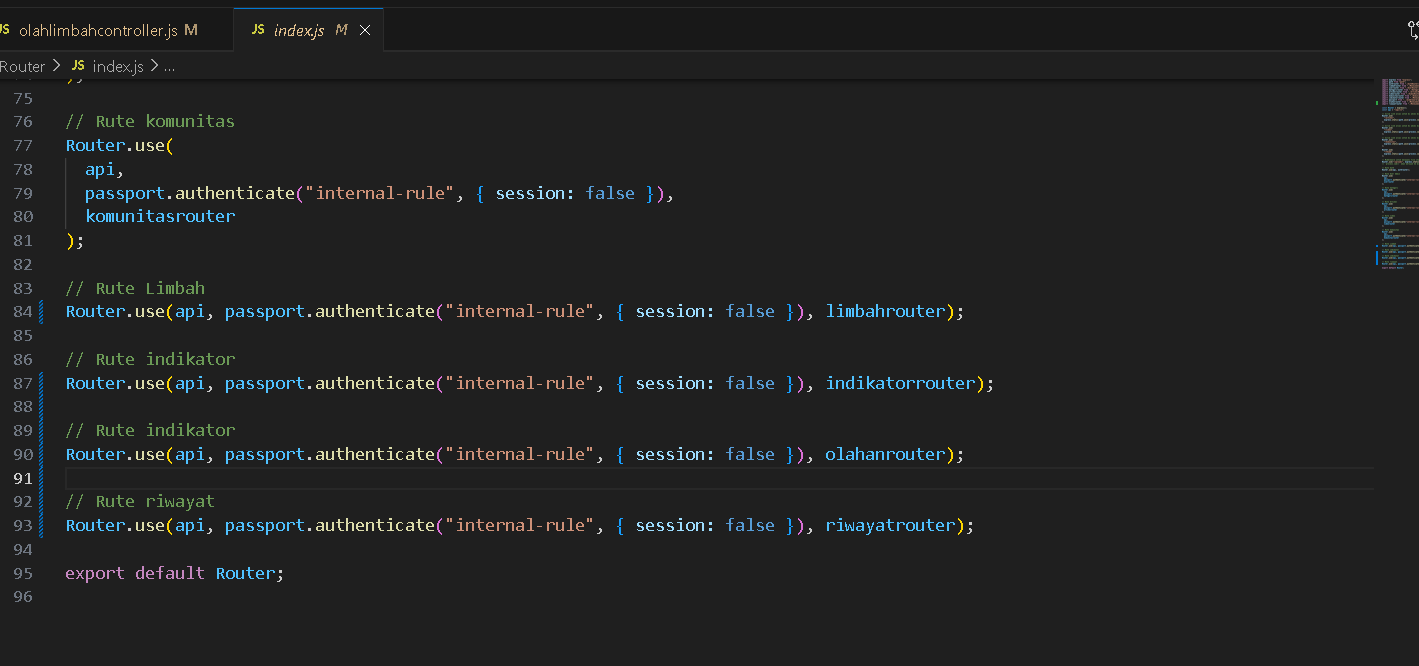 JS olahlimbahcontroller.js M
JS index.js M
Router > JS index.js > ...
75
76 // Rute komunitas
77 Router.use(
78 api,
79 passport.authenticate("internal-rule", { session: false }),
80 komunitasrouter
81 );
82
83 // Rute Limbah
84 Router.use(api, passport.authenticate("internal-rule", { session: false }), limbahrouter);
85
86 // Rute indikator
87 Router.use(api, passport.authenticate("internal-rule", { session: false }), indikatorrouter);
88
89 // Rute indikator
90 Router.use(api, passport.authenticate("internal-rule", { session: false }), olahanrouter);
91
92 // Rute riwayat
93 Router.use(api, passport.authenticate("internal-rule", { session: false }), riwayatrouter);
94
95 export default Router;
96